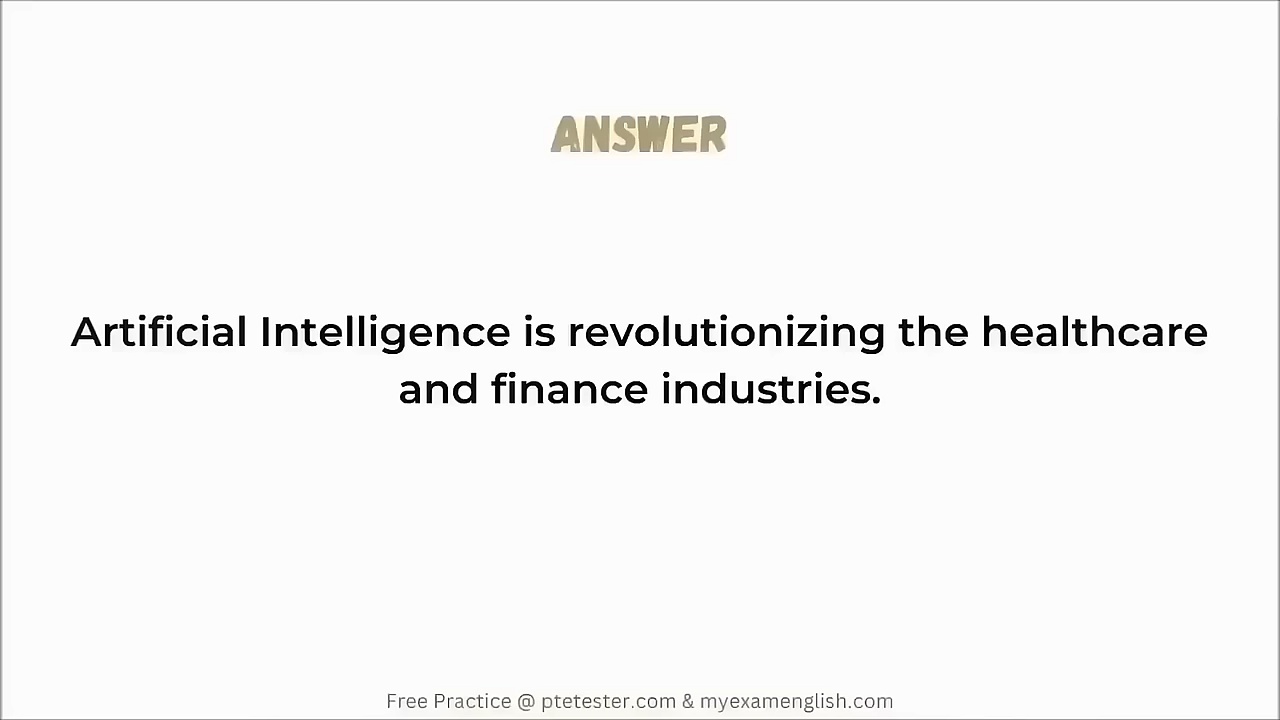 ANSWER
Artificial Intelligence is revolutionizing the healthcare
and finance industries.
Free Practice @ ptetester.com & myexamenglish.com